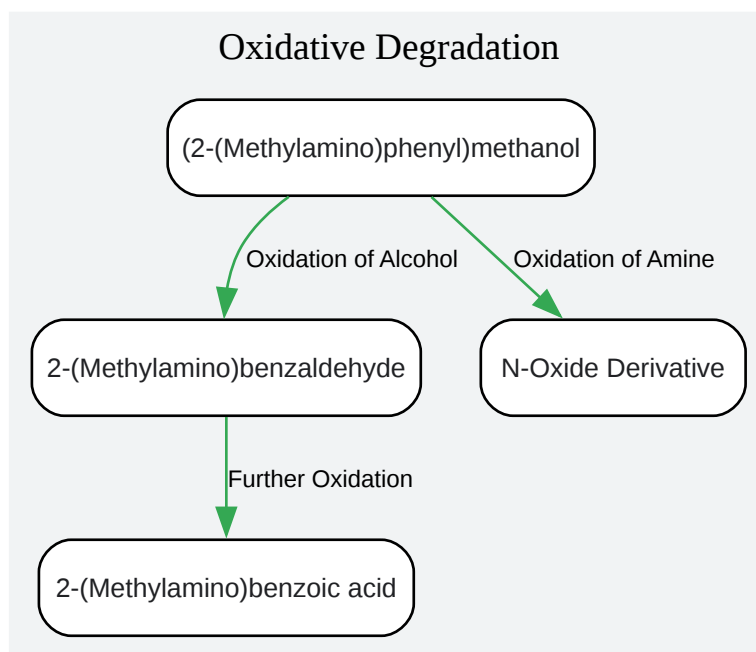 Oxidative Degradation
(2-(Methylamino)phenyl)methanol
Oxidation of Alcohol
Oxidation of Amine
2-(Methylamino)benzaldehyde
N-Oxide Derivative
Further Oxidation
2-(Methylamino)benzoic acid